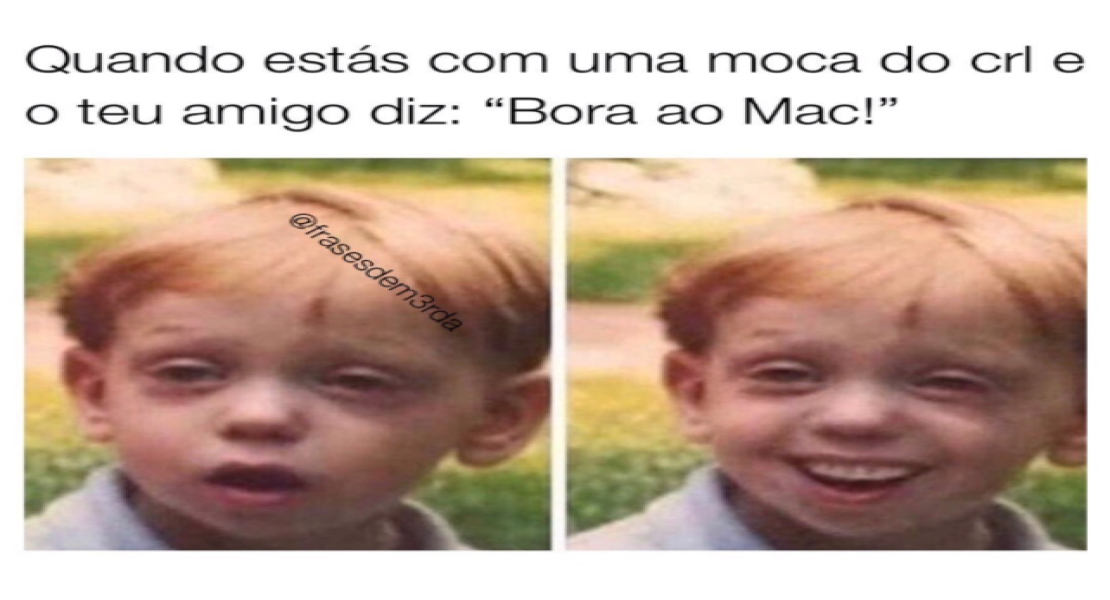 Quando estás com uma moca do crl e
o teu amigo diz: “Bora ao Mac!”
@frasesdem3rda